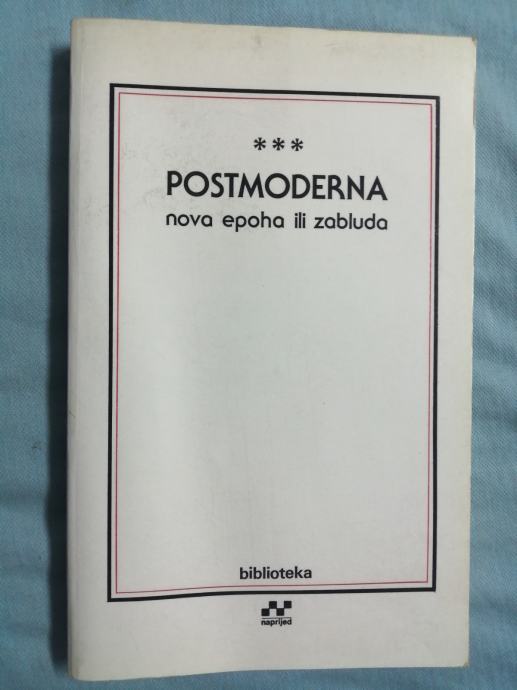 ***
POSTMODERNA
nova epoha ili zabluda
biblioteka
naprijed